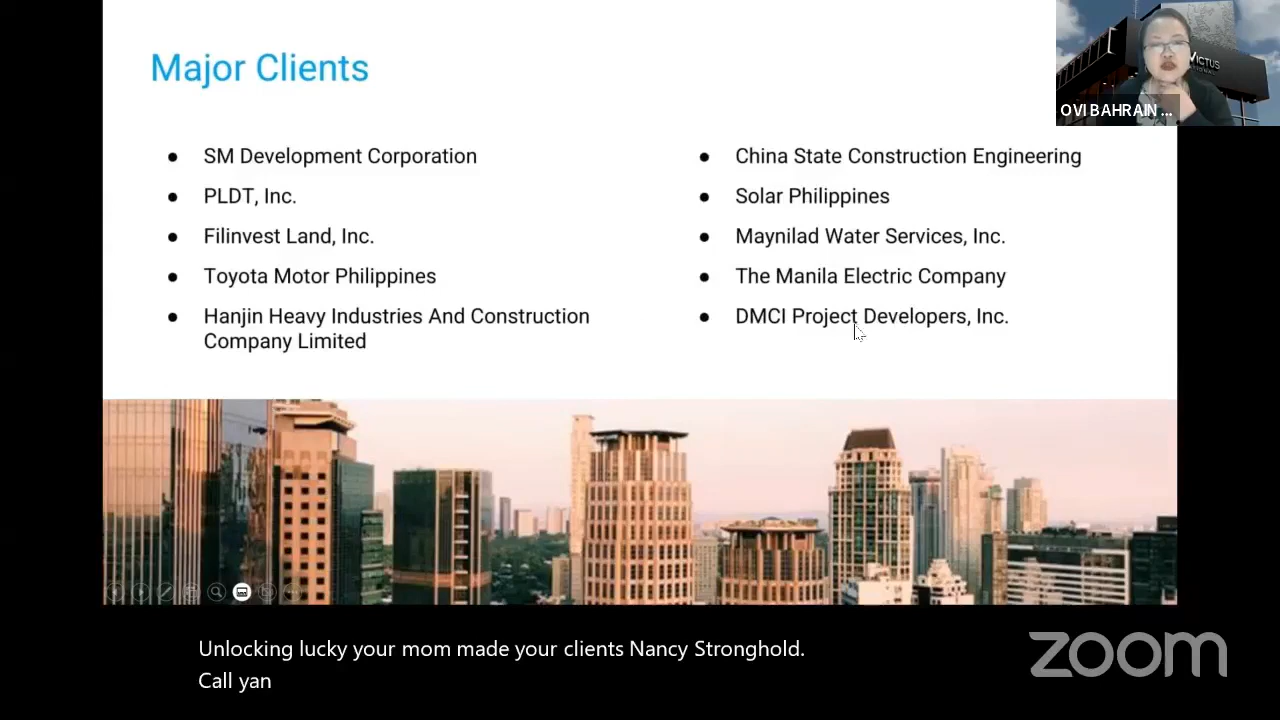 Major Clients
SM Development Corporation
PLDT, Inc.
Filinvest Land, Inc.
Toyota Motor Philippines
Hanjin Heavy Industries And Construction
Company Limited
China State Construction Engineering
Solar Philippines
Maynilad Water Services, Inc.
The Manila Electric Company
DMCI Project Developers, Inc.
VICTUS
OVI BAHRAIN ...
Unlocking lucky your mom made your clients Nancy Stronghold.
Call yan
zoom